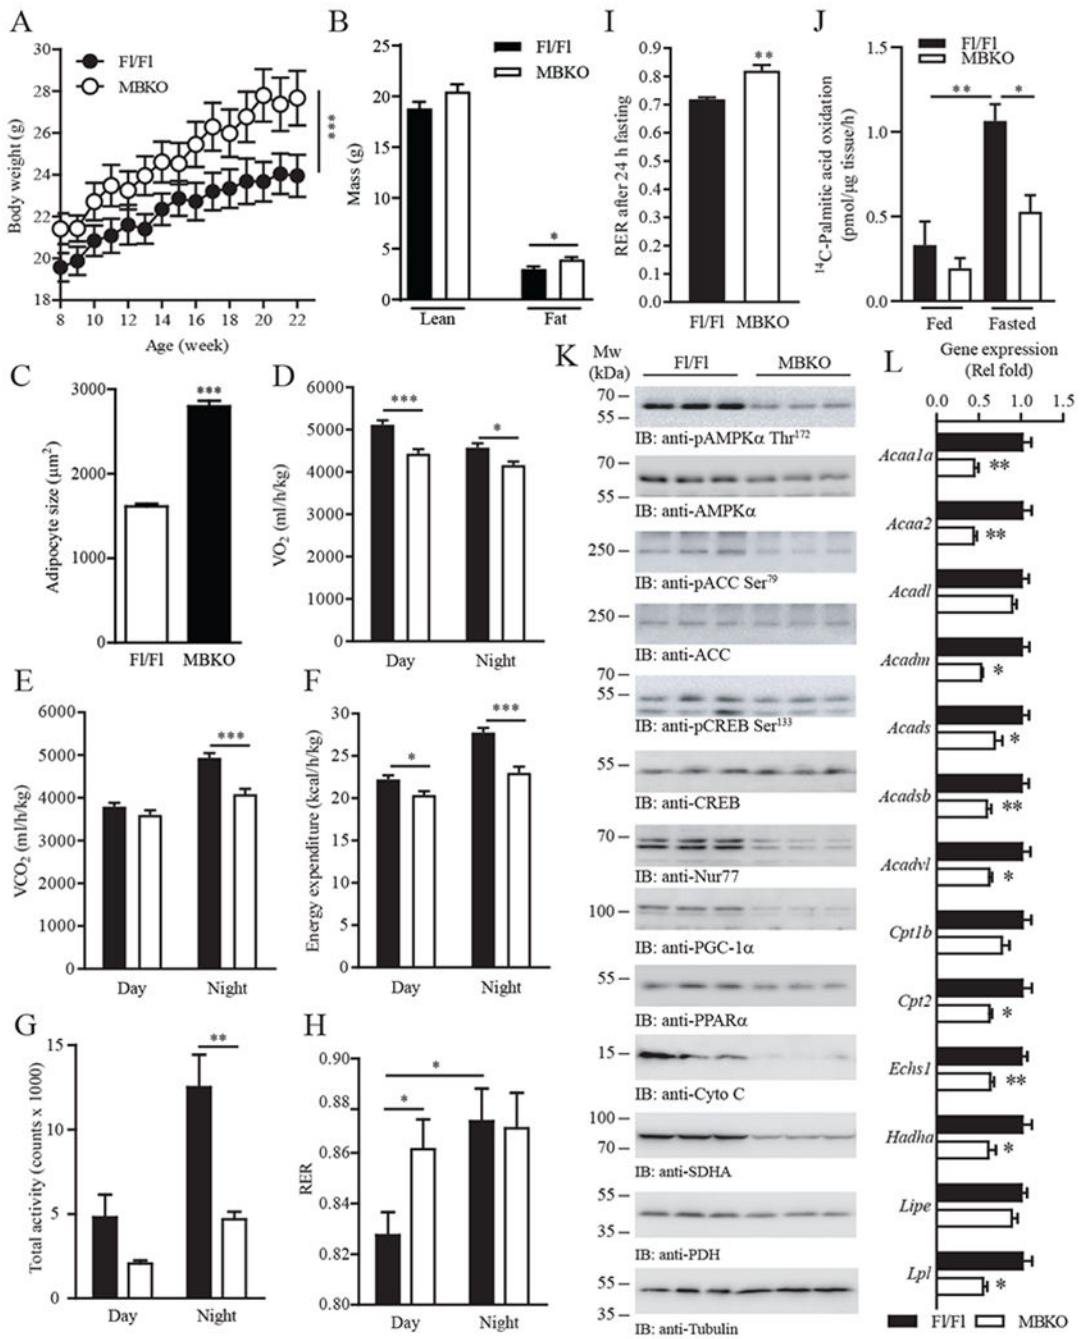 A
30
28
26
24
22
20
18
Body weight (g)
Fl/Fl
MBKO
***
8 10 12 14 16 18 20 22
Age (week)
B
25
20
15
10
5
0
Mass (g)
Fl/Fl
MBKO
*
Lean Fat
I
0.9
0.8
0.7
0.6
0.5
0.4
0.3
0.2
0.1
0.0
RER after 24 h fasting
**
Fl/Fl MBKO
J
1.5
1.0
0.5
0.0
¹⁴C-Palmitic acid oxidation
(pmol/µg tissue/h)
Fl/Fl
MBKO
** *
Fed Fasted
C
3000
2000
1000
0
Adipocyte size (µm²)
***
Fl/Fl MBKO
D
6000
5000
4000
3000
2000
1000
0
VO₂ (ml/h/kg)
*** *
Day Night
E
6000
5000
4000
3000
2000
1000
0
VCO₂ (ml/h/kg)
***
Day Night
F
30
25
20
15
10
5
0
Energy expenditure (kcal/h/kg)
* ***
Day Night
G
15
10
5
0
Total activity (counts x 1000)
**
Day Night
H
0.90
0.88
0.86
0.84
0.82
0.80
RER
*
*
Day Night
K
Mw
(kDa)
Fl/Fl MBKO
70
55
IB: anti-pAMPKα Thr¹⁷²
70
55
IB: anti-AMPKα
250
IB: anti-pACC Ser⁷⁹
250
IB: anti-ACC
70
55
IB: anti-pCREB Ser¹³³
55
IB: anti-CREB
70
IB: anti-Nur77
100
IB: anti-PGC-1α
55
IB: anti-PPARα
15
IB: anti-Cyto C
100
70
IB: anti-SDHA
55
35
IB: anti-PDH
55
35
IB: anti-Tubulin
L
Gene expression
(Rel fold)
0.0 0.5 1.0 1.5
Acaa1a **
Acaa2 **
Acadl
Acadm *
Acads *
Acadsb **
Acadvl *
Cpt1b
Cpt2 *
Echs1 **
Hadha *
Lipe
Lpl *
Fl/Fl MBKO